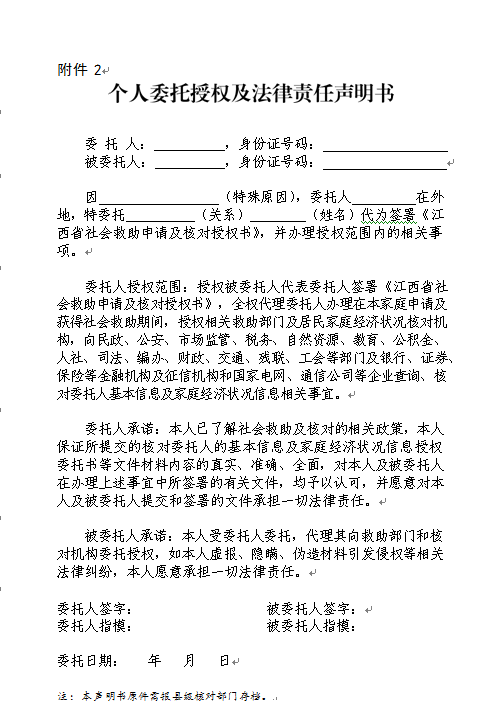 附件 2
个人委托授权及法律责任声明书
委 托 人：__________，身份证号码：__________________
被委托人：__________，身份证号码：__________________
因_________________（特殊原因），委托人_________在外
地，特委托__________（关系）________（姓名）代为签署《江
西省社会救助申请及核对授权书》，并办理授权范围内的相关事
项。
委托人授权范围：授权被委托人代表委托人签署《江西省社
会救助申请及核对授权书》，全权代理委托人办理在本家庭申请及
获得社会救助期间，授权相关救助部门及居民家庭经济状况核对机
构，向民政、公安、市场监管、税务、自然资源、教育、公积金、
人社、司法、编办、财政、交通、残联、工会等部门及银行、证券、
保险等金融机构及征信机构和国家电网、通信公司等企业查询、核
对委托人基本信息及家庭经济状况信息相关事宜。
委托人承诺：本人已了解社会救助及核对的相关政策，本人
保证所提交的核对委托人的基本信息及家庭经济状况信息授权
委托书等文件材料内容的真实、准确、全面，对本人及被委托人
在办理上述事宜中所签署的有关文件，均予以认可，并愿意对本
人及被委托人提交和签署的文件承担一切法律责任。
被委托人承诺：本人受委托人委托，代理其向救助部门和核
对机构委托授权，如本人虚报、隐瞒、伪造材料引发侵权等相关
法律纠纷，本人愿意承担一切法律责任。
委托人签字： 被委托人签字：
委托人指模： 被委托人指模：
委托日期： 年 月 日
注：本声明书原件需报县级核对部门存档。